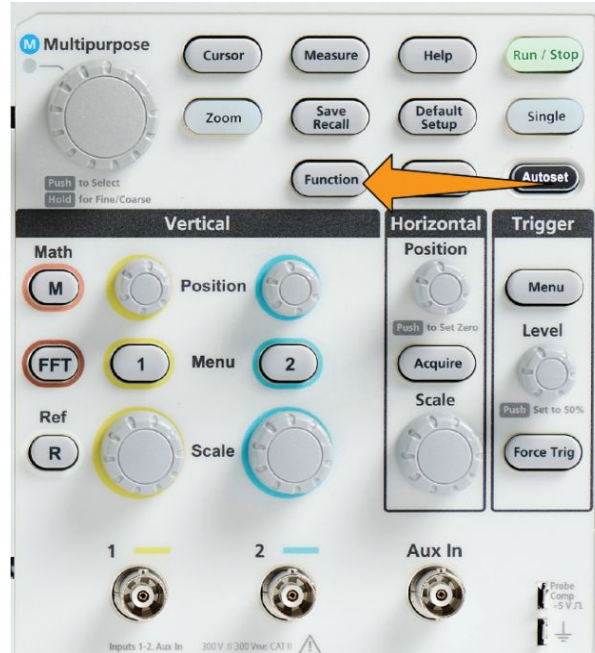 M Multipurpose
Cursor
Measure
Help
Run / Stop
Zoom
Save
Recall
Default
Setup
Single
Push to Select
Hold for Fine/Coarse
Function
Autoset
Vertical
Horizontal
Trigger
Math
M
Position
Position
Push to Set Zero
Menu
FFT
1
Menu
2
Acquire
Level
Push Set to 50%
Ref
R
Scale
Scale
Force Trig
1
2
Aux In
Probe
Comp
~5 V
Inputs 1-2, Aux In
300 V
300 Vrms CAT II